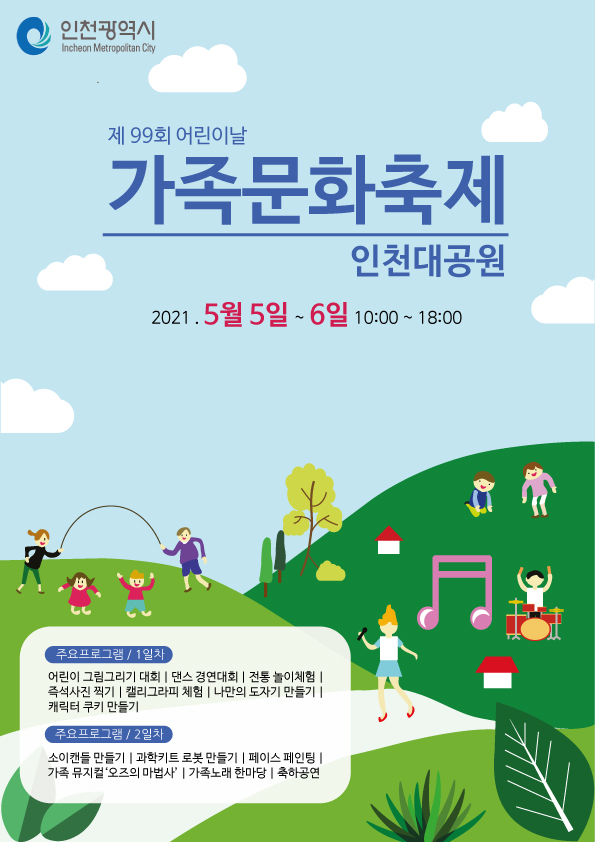 인천광역시
Incheon Metropolitan City
제 99회 어린이날
가족문화축제
인천대공원
2021 . 5월 5일 ~ 6일 10:00 ~ 18:00
주요프로그램 / 1일차
어린이 그림그리기 대회 | 댄스 경연대회 | 전통 놀이체험 |
즉석사진 찍기 | 캘리그라피 체험 | 나만의 도자기 만들기 |
캐릭터 쿠키 만들기
주요프로그램 / 2일차
소이캔들 만들기 | 과학키트 로봇 만들기 | 페이스 페인팅 |
가족 뮤지컬‘오즈의 마법사’ | 가족노래 한마당 | 축하공연